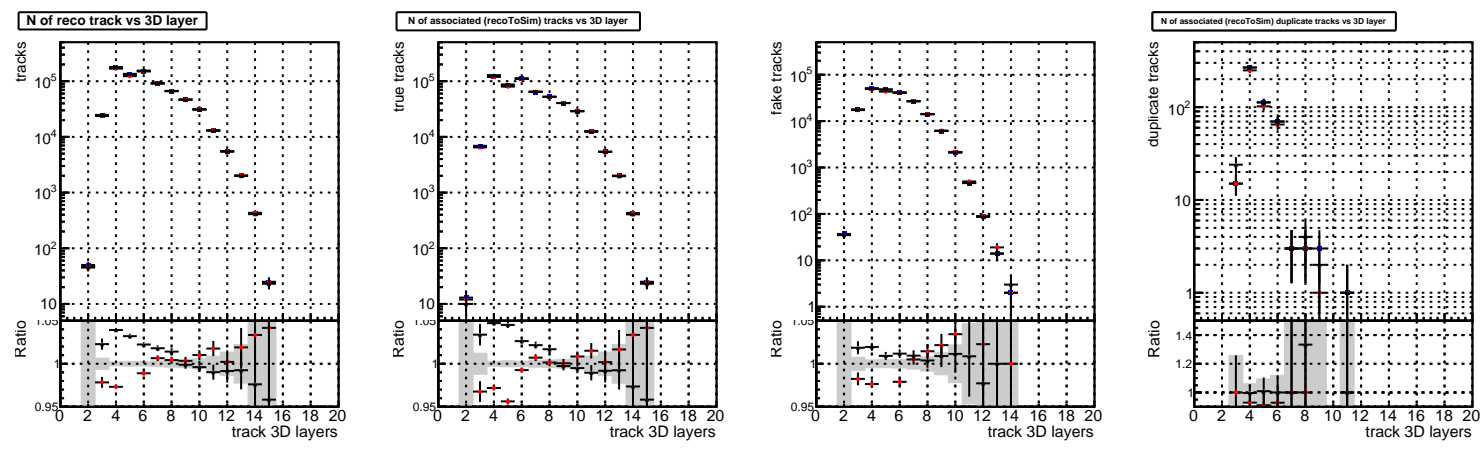 N of reco track vs 3D layer
tracks
10^5
10^4
10^3
10^2
10
Ratio
1.05
1
0.95
0 2 4 6 8 10 12 14 16 18 20
track 3D layers
N of associated (recoToSim) tracks vs 3D layer
true tracks
10^5
10^4
10^3
10^2
10
Ratio
1.05
1
0.95
0 2 4 6 8 10 12 14 16 18 20
track 3D layers
fake tracks
10^5
10^4
10^3
10^2
10
1
Ratio
1.05
1
0.95
0 2 4 6 8 10 12 14 16 18 20
track 3D layers
N of associated (recoToSim) duplicate tracks vs 3D layer
duplicate tracks
10^2
10
1
Ratio
1.4
1.2
1
0 2 4 6 8 10 12 14 16 18 20
track 3D layers